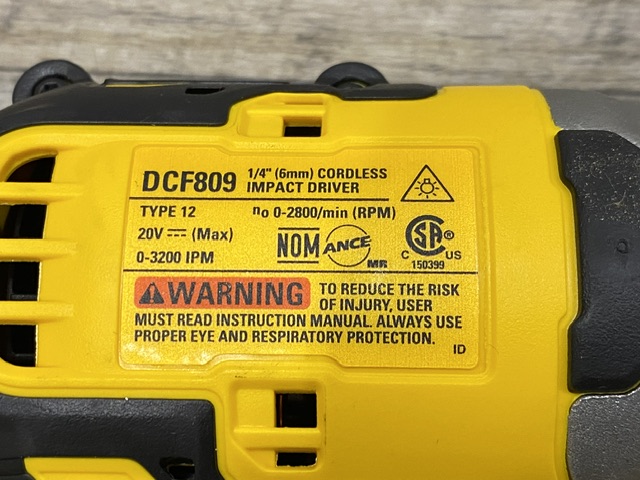 DCF809 1/4" (6mm) CORDLESS
IMPACT DRIVER
TYPE 12 no 0-2800/min (RPM)
20V ⎓ (Max)
0-3200 IPM
NOM ANCE MR
CSA ®
C US
150399
WARNING TO REDUCE THE RISK
OF INJURY, USER
MUST READ INSTRUCTION MANUAL. ALWAYS USE
PROPER EYE AND RESPIRATORY PROTECTION.
ID